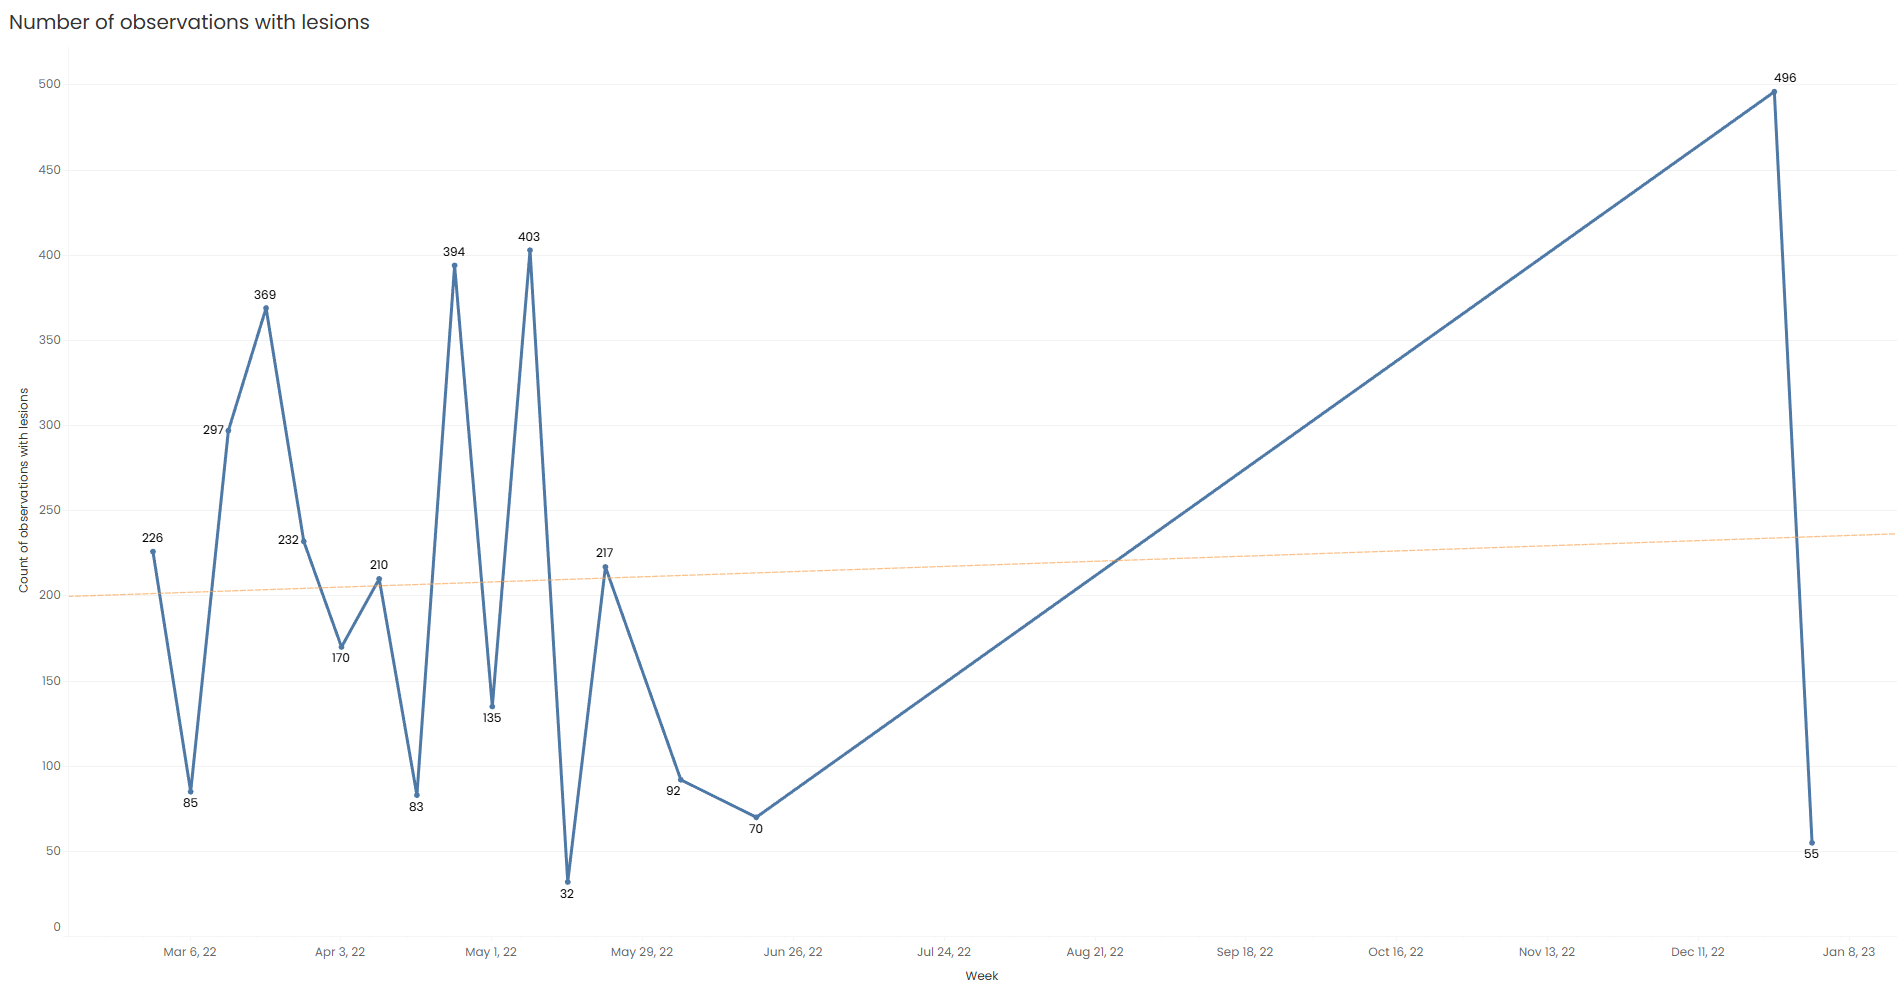 Number of observations with lesions
500
450
400
350
300
250
200
150
100
50
0
Count of observations with lesions
226
85
297
369
232
170
210
83
394
135
403
32
217
92
70
496
55
Mar 6, 22
Apr 3, 22
May 1, 22
May 29, 22
Jun 26, 22
Jul 24, 22
Aug 21, 22
Sep 18, 22
Oct 16, 22
Nov 13, 22
Dec 11, 22
Jan 8, 23
Week